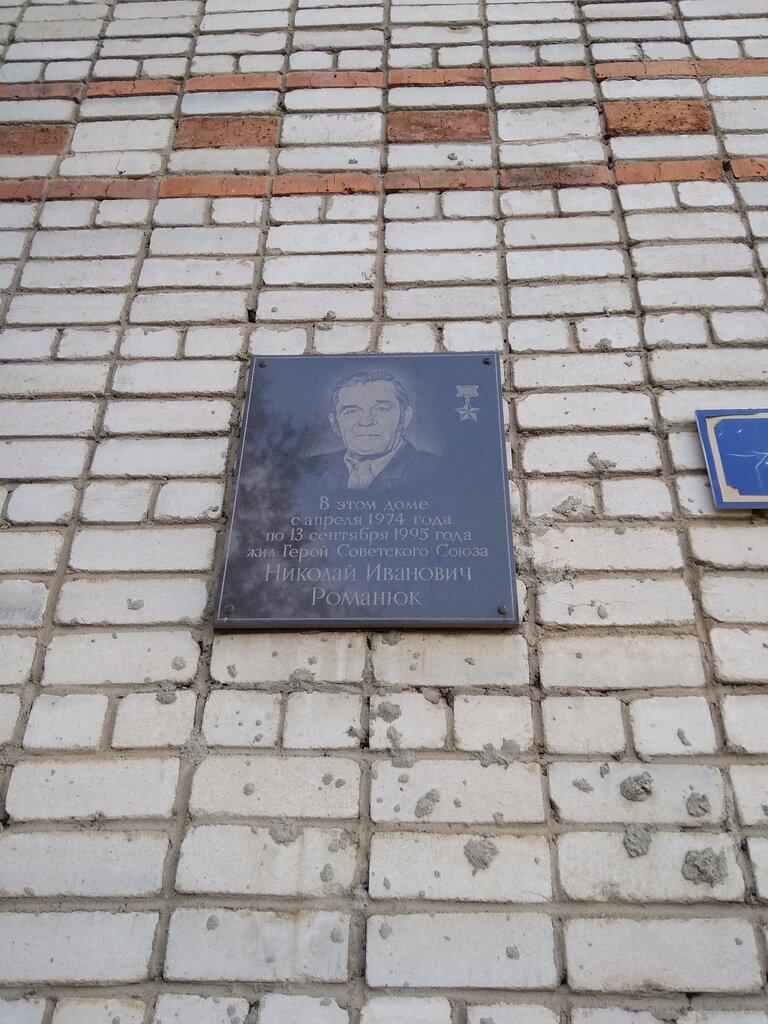 В этом доме
с апреля 1974 года
по 13 сентября 1995 года
жил Герой Советского Союза
Николай Иванович
Романюк